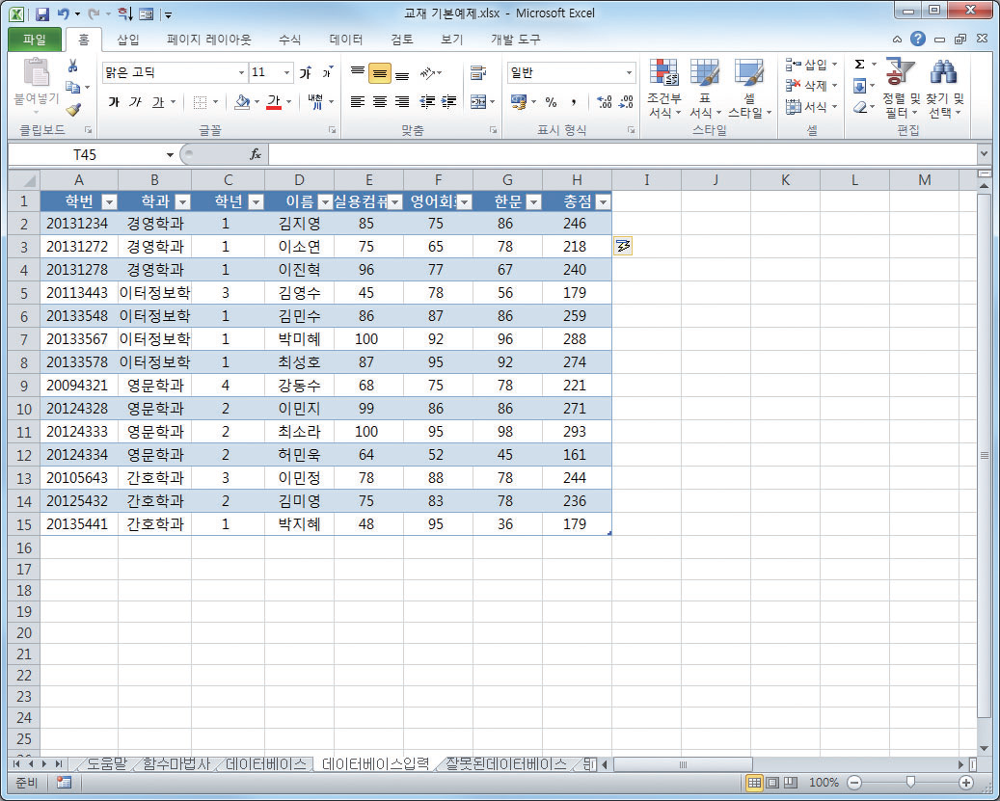 교재 기본예제.xlsx - Microsoft Excel
파일 홈 삽입 페이지 레이아웃 수식 데이터 검토 보기 개발 도구
붙여넣기 맑은 고딕 11 가 가 일반 조건부 서식 표 서식 셀 스타일 삽입 삭제 서식 Σ 정렬 및 필터 찾기 및 선택
가 가 가 가 내천 % ,
클립보드 글꼴 맞춤 표시 형식 스타일 셀 편집
T45 fx
A B C D E F G H I J K L M
1 학번 학과 학년 이름 실용컴퓨 영어회화 한문 총점
2 20131234 경영학과 1 김지영 85 75 86 246
3 20131272 경영학과 1 이소연 75 65 78 218
4 20131278 경영학과 1 이진혁 96 77 67 240
5 20113443 이터정보학 3 김영수 45 78 56 179
6 20133548 이터정보학 1 김민수 86 87 86 259
7 20133567 이터정보학 1 박미혜 100 92 96 288
8 20133578 이터정보학 1 최성호 87 95 92 274
9 20094321 영문학과 4 강동수 68 75 78 221
10 20124328 영문학과 2 이민지 99 86 86 271
11 20124333 영문학과 2 최소라 100 95 98 293
12 20124334 영문학과 2 허민욱 64 52 45 161
13 20105643 간호학과 3 이민정 78 88 78 244
14 20125432 간호학과 2 김미영 75 83 78 236
15 20135441 간호학과 1 박지혜 48 95 36 179
16
17
18
19
20
21
22
23
24
25
도움말 함수마법사 데이터베이스 데이터베이스입력 잘못된데이터베이스
준비 100%